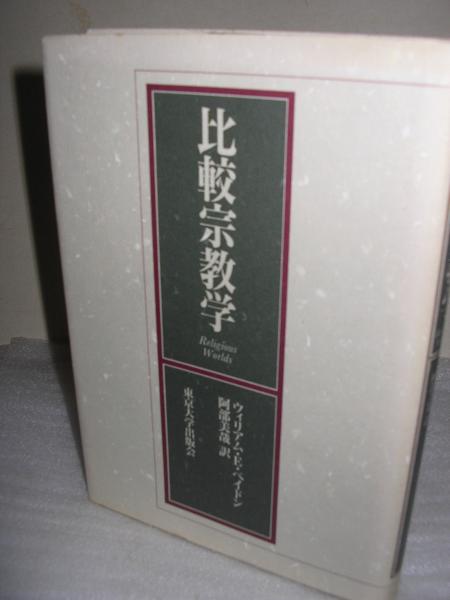 比較宗教学
Religious
Worlds
ウィリアム・E・ペイドン
阿部美哉 訳
東京大学出版会